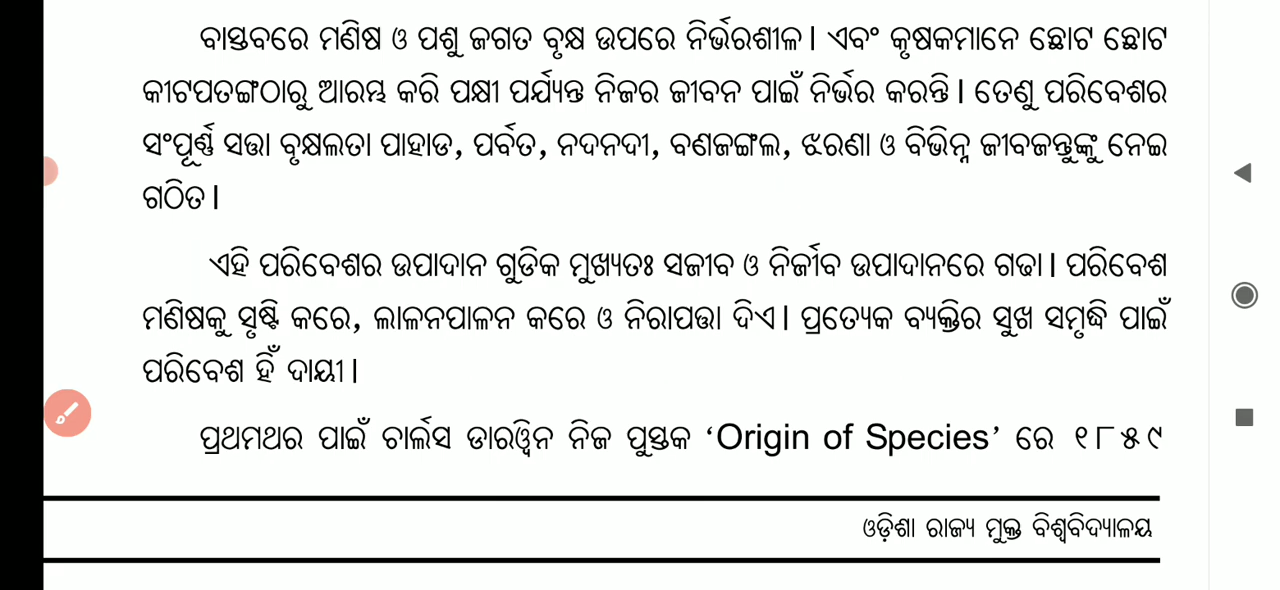 ବାସ୍ତବରେ ମଣିଷ ଓ ପଶୁ ଜଗତ ବୃକ୍ଷ ଉପରେ ନିର୍ଭରଶୀଳ। ଏବଂ କୃଷକମାନେ ଛୋଟ ଛୋଟ
କୀଟପତଙ୍ଗଠାରୁ ଆରମ୍ଭ କରି ପକ୍ଷୀ ପର୍ଯ୍ୟନ୍ତ ନିଜର ଜୀବନ ପାଇଁ ନିର୍ଭର କରନ୍ତି। ତେଣୁ ପରିବେଶର
ସଂପୂର୍ଣ୍ଣ ସତ୍ତା ବୃକ୍ଷଲତା ପାହାଡ, ପର୍ବତ, ନଦନଦୀ, ବଣଜଙ୍ଗଲ, ଝରଣା ଓ ବିଭିନ୍ନ ଜୀବଜନ୍ତୁଙ୍କୁ ନେଇ
ଗଠିତ।
ଏହି ପରିବେଶର ଉପାଦାନ ଗୁଡିକ ମୁଖ୍ୟତଃ ସଜୀବ ଓ ନିର୍ଜୀବ ଉପାଦାନରେ ଗଢା। ପରିବେଶ
ମଣିଷକୁ ସୃଷ୍ଟି କରେ, ଲାଳନପାଳନ କରେ ଓ ନିରାପତ୍ତା ଦିଏ। ପ୍ରତ୍ୟେକ ବ୍ୟକ୍ତିର ସୁଖ ସମୃଦ୍ଧି ପାଇଁ
ପରିବେଶ ହିଁ ଦାୟୀ।
ପ୍ରଥମଥର ପାଇଁ ଚାର୍ଲସ ଡାରଓ୍ଵିନ ନିଜ ପୁସ୍ତକ ‘Origin of Species’ ରେ ୧୮୫୯
ଓଡ଼ିଶା ରାଜ୍ୟ ମୁକ୍ତ ବିଶ୍ୱବିଦ୍ୟାଳୟ